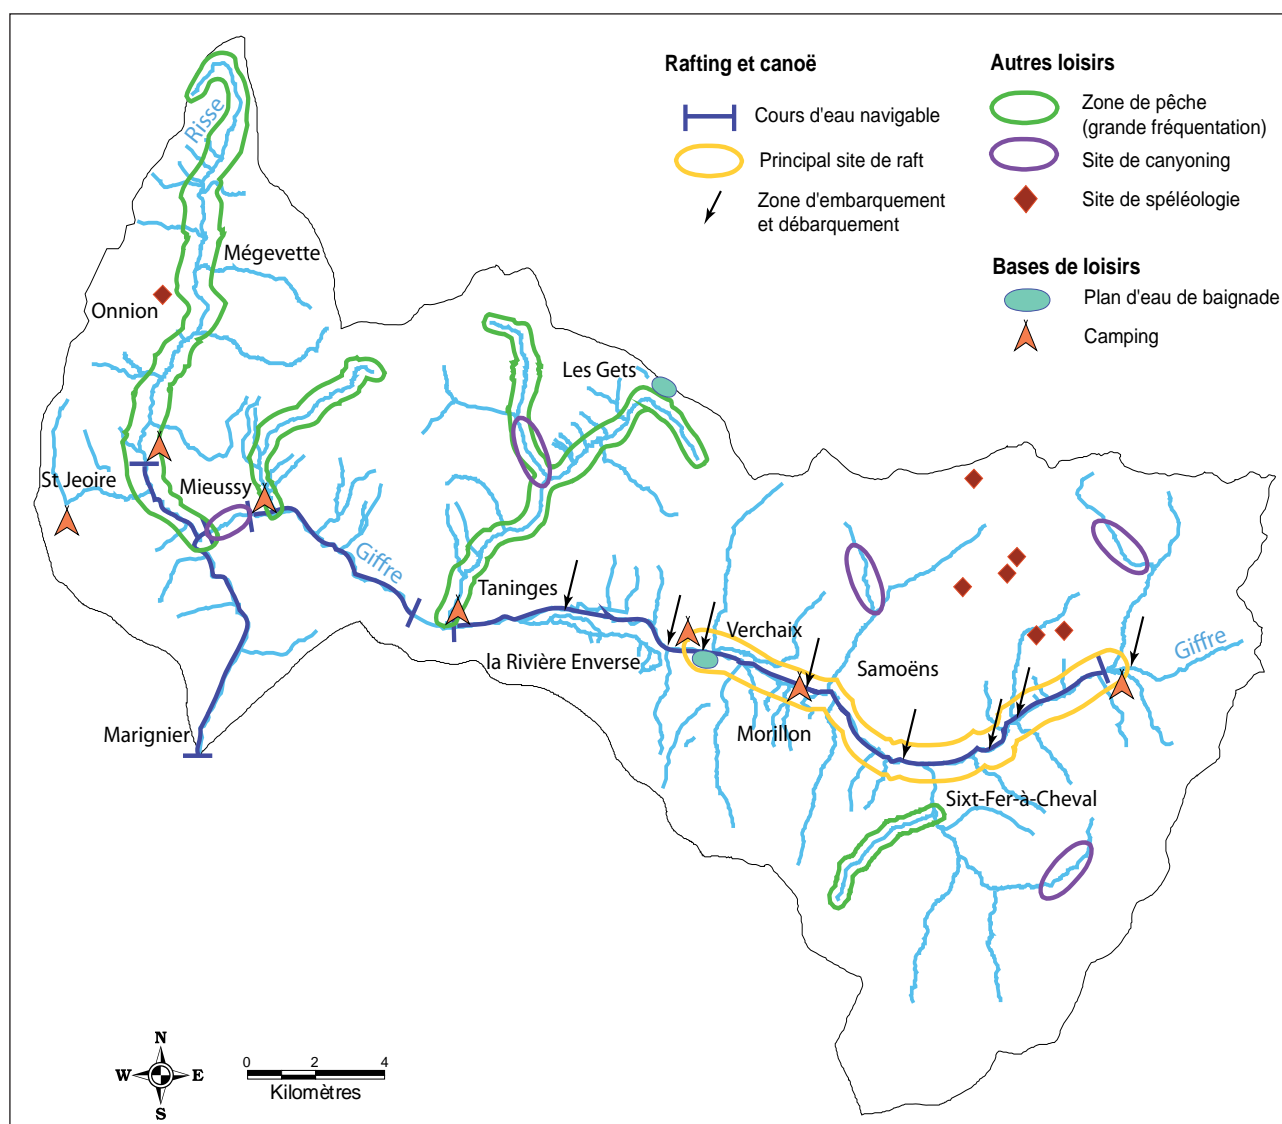 Rafting et canoë
Cours d'eau navigable
Principal site de raft
Zone d'embarquement
et débarquement
Autres loisirs
Zone de pêche
(grande fréquentation)
Site de canyoning
Site de spéléologie
Bases de loisirs
Plan d'eau de baignade
Camping
Risse
Mégevette
Onnion
Les Gets
St Jeoire
Mieussy
Giffre
Taninges
Verchaix
la Rivière Enverse
Samoëns
Giffre
Marignier
Morillon
Sixt-Fer-à-Cheval
N
W
E
S
0 2 4
Kilomètres